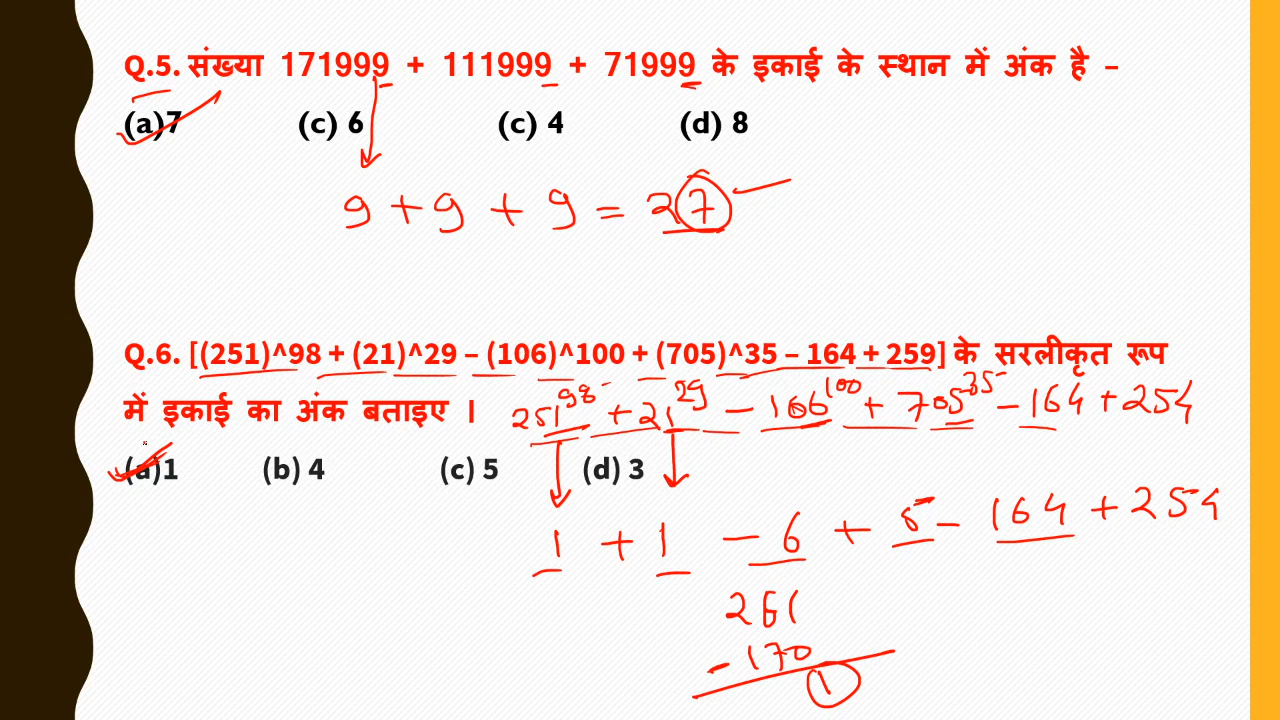 Q.5. संख्या 171999 + 111999 + 71999 के इकाई के स्थान में अंक है –
(a)7 (c) 6 (c) 4 (d) 8
9 + 9 + 9 = 27
Q.6. [(251)^98 + (21)^29 – (106)^100 + (705)^35 – 164 + 259] के सरलीकृत रूप
में इकाई का अंक बताइए ।
251^98 + 21^29 – 166^100 + 705^35 – 164 + 254
(a)1 (b) 4 (c) 5 (d) 3
1 + 1 – 6 + 5 – 164 + 254
261
– 170
1